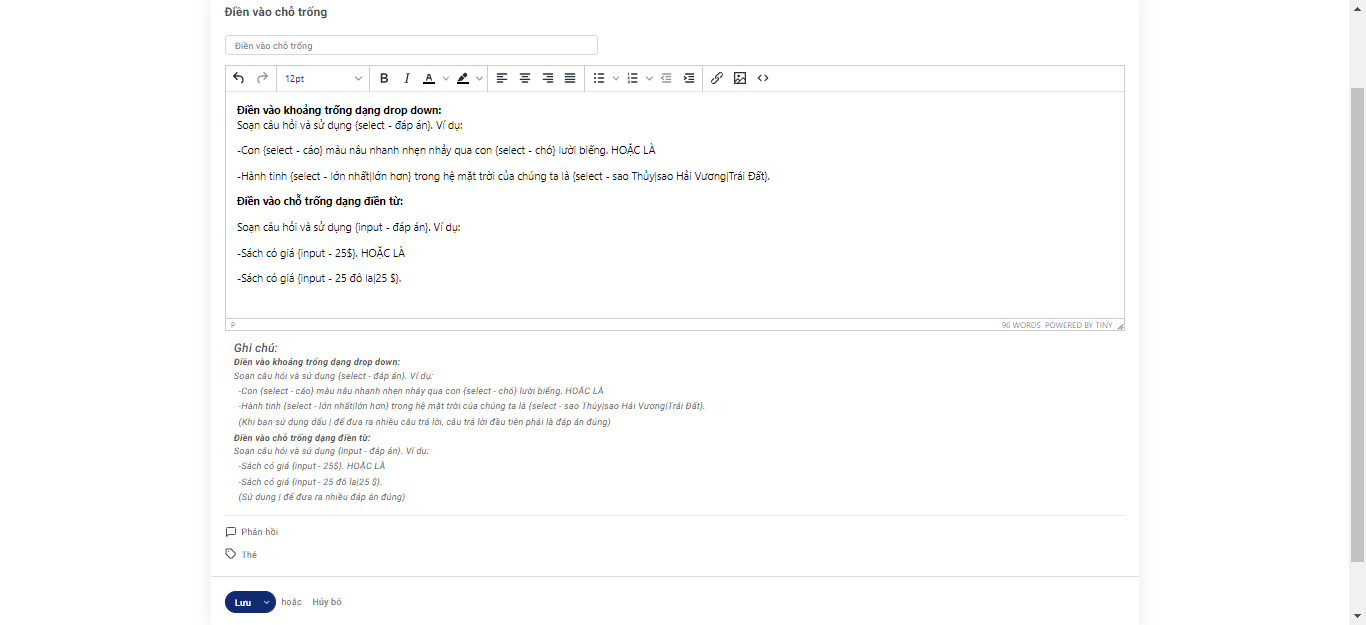 Điền vào chỗ trống
Điền vào chỗ trống
12pt
B I A
Điền vào khoảng trống dạng drop down:
Soạn câu hỏi và sử dụng {select - đáp án}. Ví dụ:
-Con {select - cáo} màu nâu nhanh nhẹn nhảy qua con {select - chó} lười biếng. HOẶC LÀ
-Hành tinh {select - lớn nhất|lớn hơn} trong hệ mặt trời của chúng ta là {select - sao Thủy|sao Hải Vương|Trái Đất}.
Điền vào chỗ trống dạng điền từ:
Soạn câu hỏi và sử dụng {input - đáp án}. Ví dụ:
-Sách có giá {input - 25$}. HOẶC LÀ
-Sách có giá {input - 25 đô la|25 $}.
P
96 WORDS POWERED BY TINY
Ghi chú:
Điền vào khoảng trống dạng drop down:
Soạn câu hỏi và sử dụng {select - đáp án}. Ví dụ:
-Con {select - cáo} màu nâu nhanh nhẹn nhảy qua con {select - chó} lười biếng. HOẶC LÀ
-Hành tinh {select - lớn nhất|lớn hơn} trong hệ mặt trời của chúng ta là {select - sao Thủy|sao Hải Vương|Trái Đất}.
(Khi bạn sử dụng dấu | để đưa ra nhiều câu trả lời, câu trả lời đầu tiên phải là đáp án đúng)
Điền vào chỗ trống dạng điền từ:
Soạn câu hỏi và sử dụng {input - đáp án}. Ví dụ:
-Sách có giá {input - 25$}. HOẶC LÀ
-Sách có giá {input - 25 đô la|25 $}.
(Sử dụng | để đưa ra nhiều đáp án đúng)
Phản hồi
Thẻ
Lưu hoặc Hủy bỏ